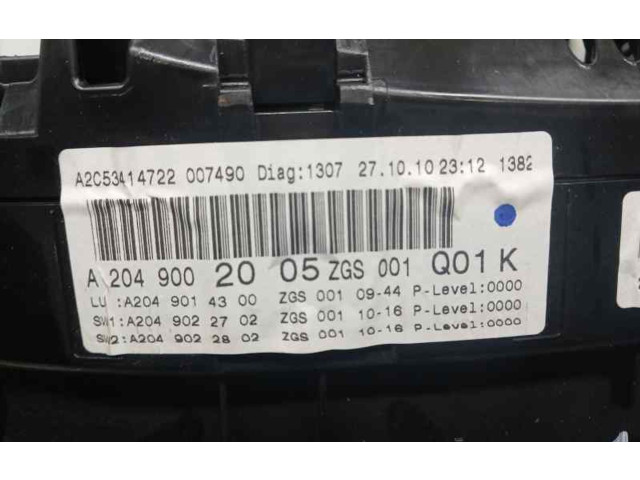 A2C53414722 007490 Diag:1307 27.10.10 23:12 1382
A 204 900 20 05 ZGS 001 Q01 K
LU :A204 901 43 00 ZGS 001 09-44 P-Level:0000
SW1:A204 902 27 02 ZGS 001 10-16 P-Level:0000
SW2:A204 902 28 02 ZGS 001 10-16 P-Level:0000